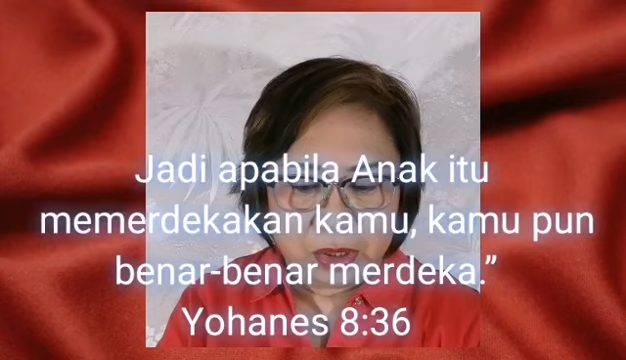 Jadi apabila Anak itu
memerdekakan kamu, kamu pun
benar-benar merdeka.”
Yohanes 8:36